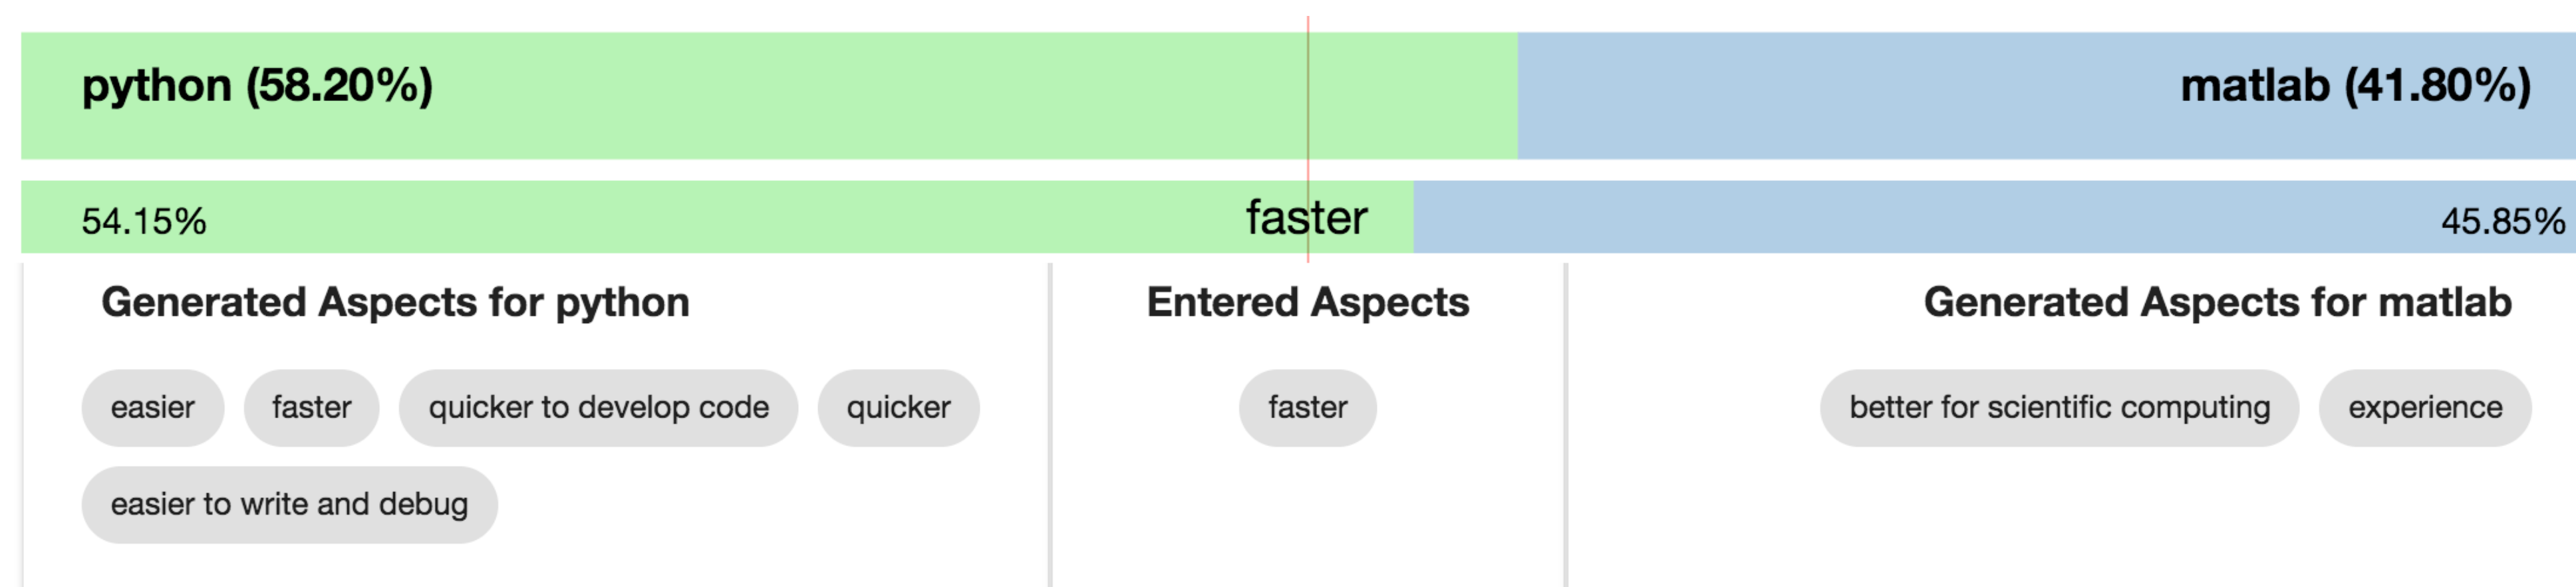 python (58.20%) matlab (41.80%)
54.15% faster 45.85%
Generated Aspects for python
easier faster quicker to develop code quicker
easier to write and debug
Entered Aspects
faster
Generated Aspects for matlab
better for scientific computing experience